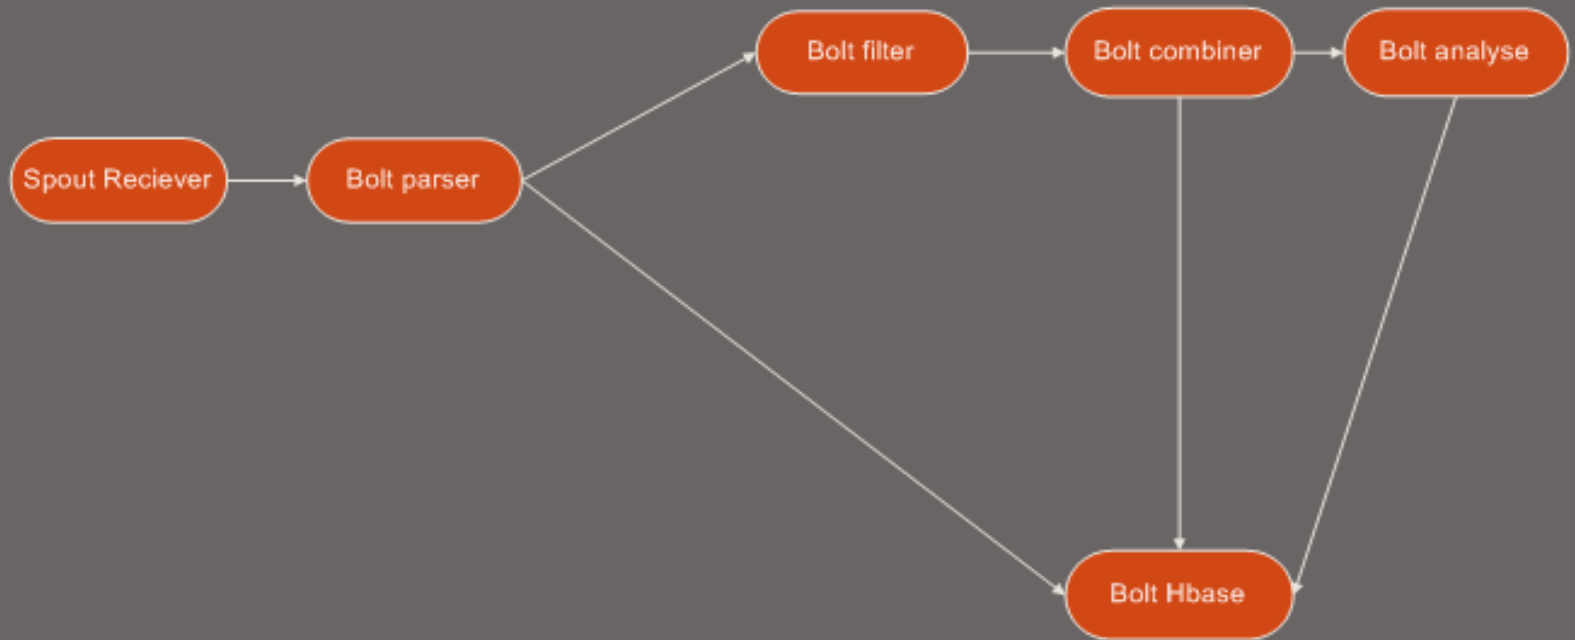 Bolt filter
Bolt combiner
Bolt analyse
Spout Reciever
Bolt parser
Bolt Hbase